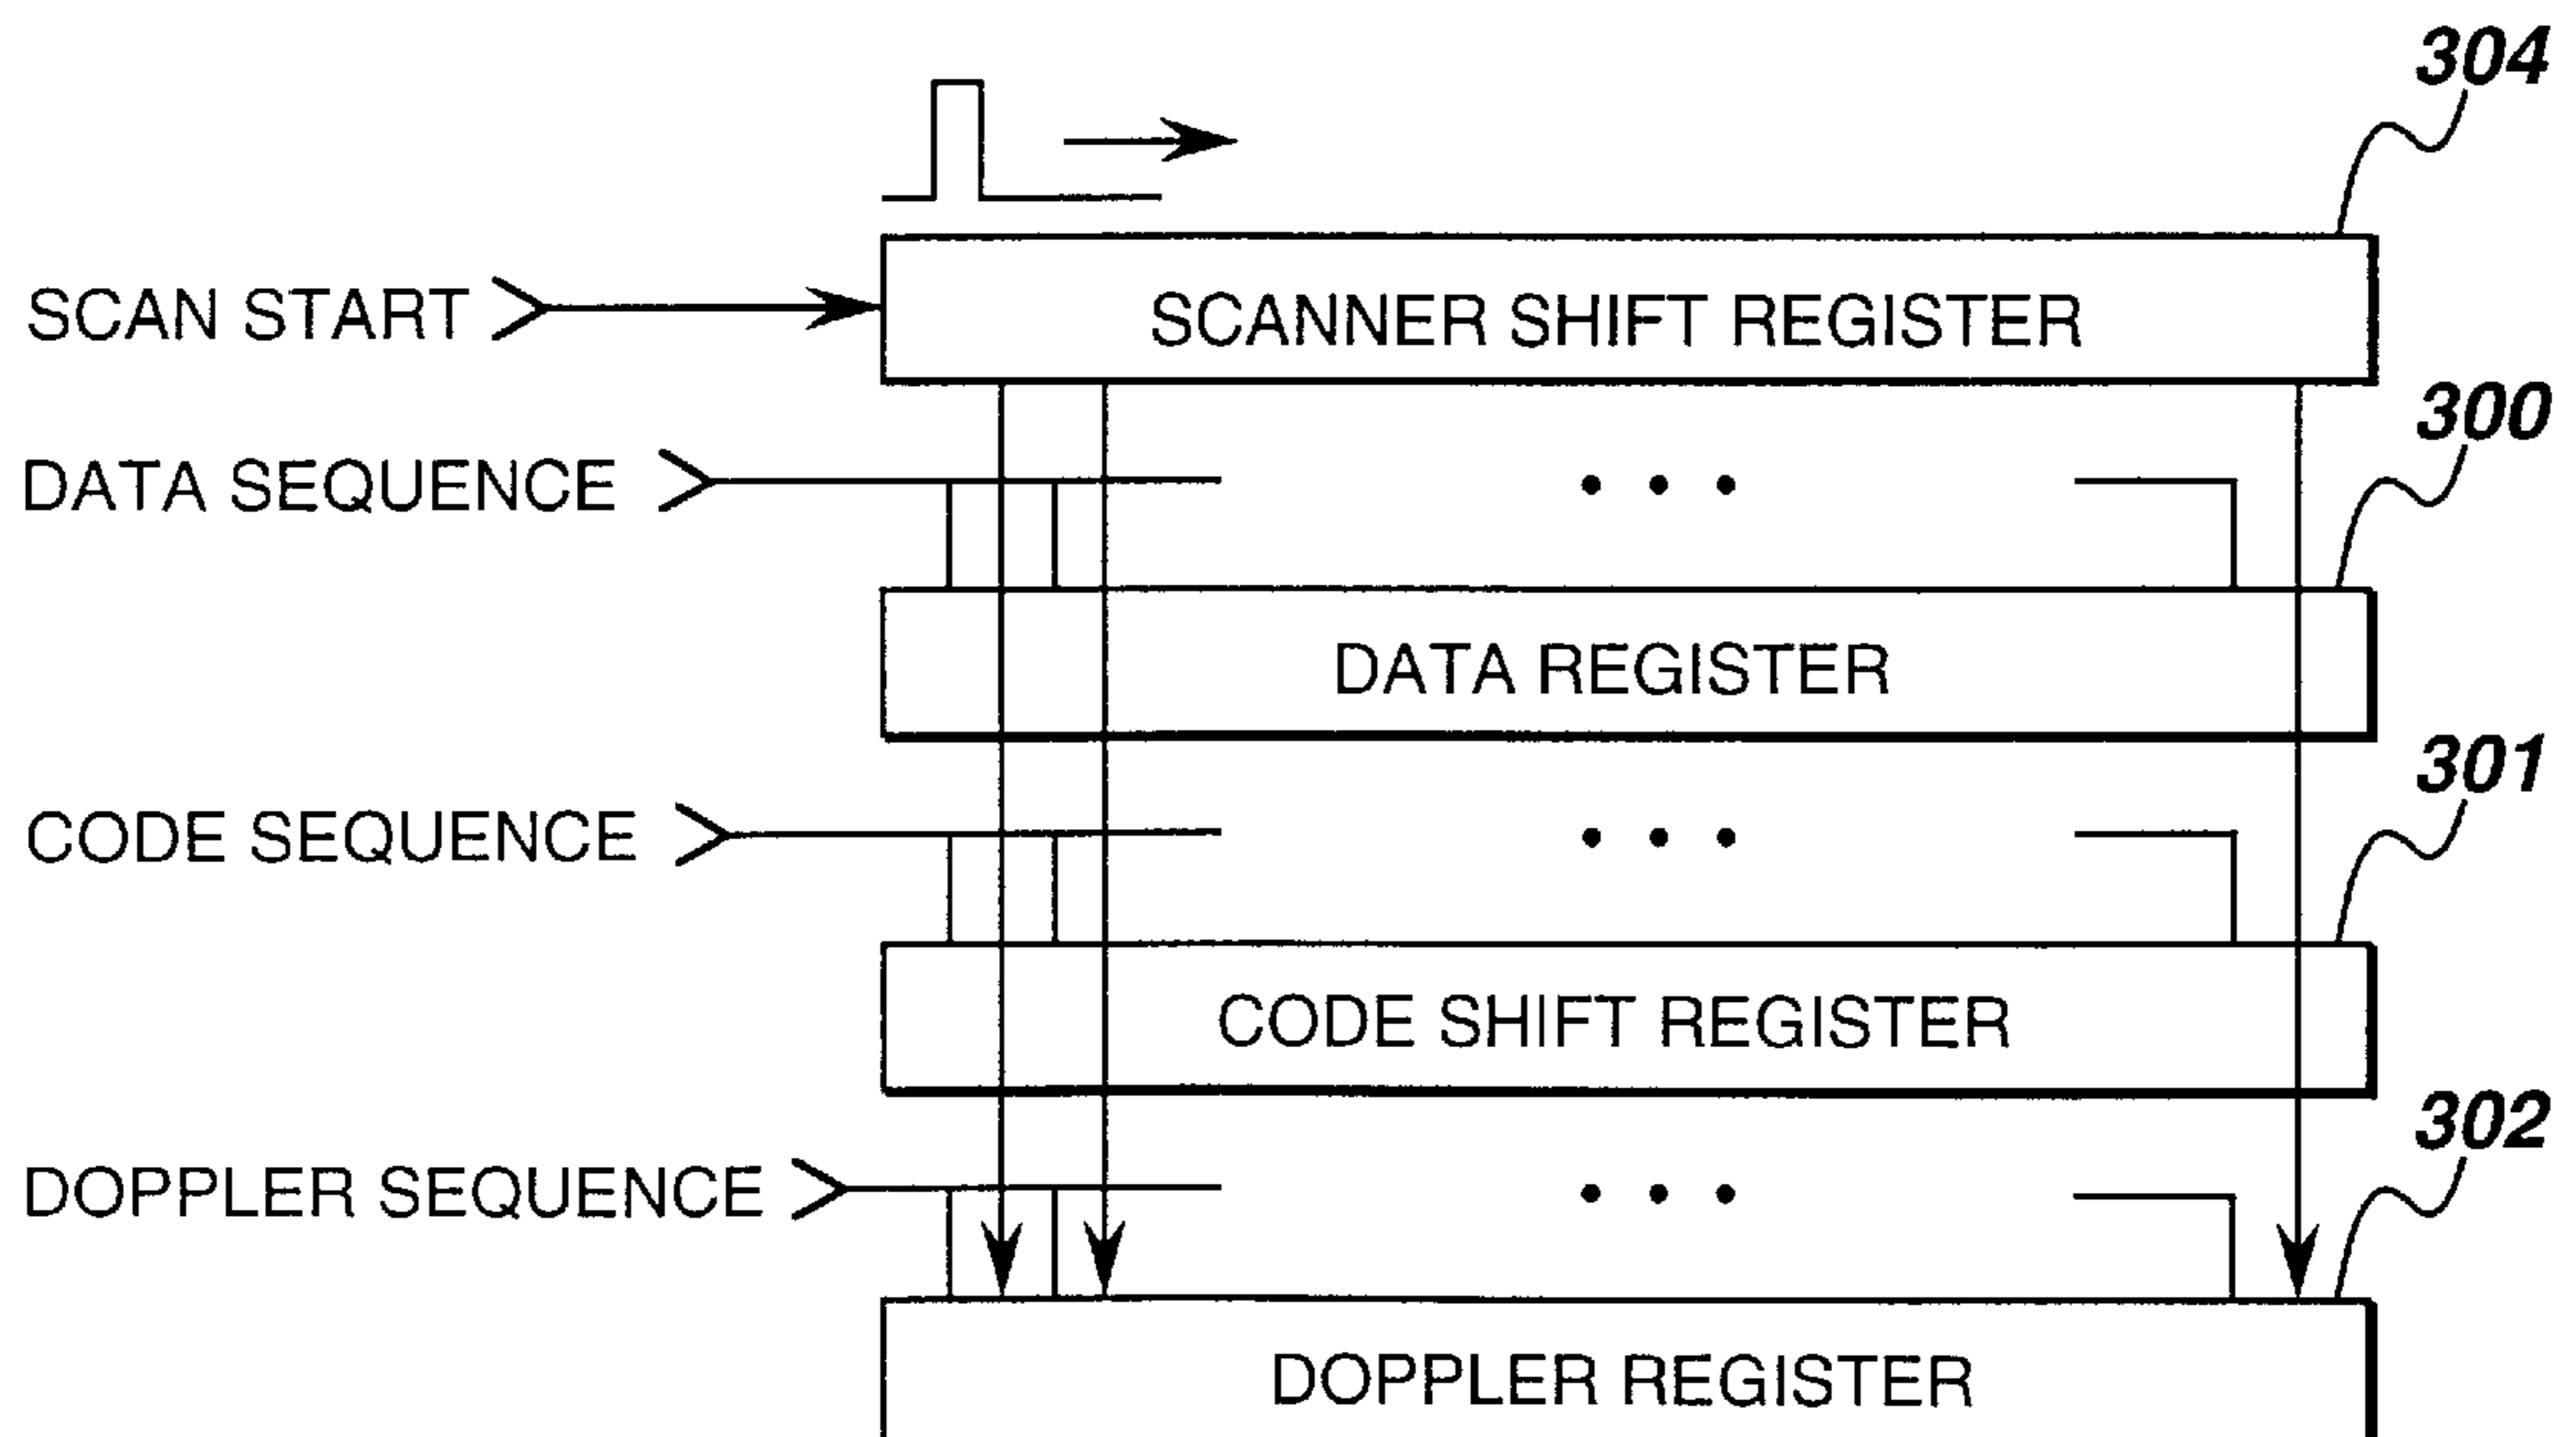 304
SCAN START
SCANNER SHIFT REGISTER
300
DATA SEQUENCE
DATA REGISTER
301
CODE SEQUENCE
CODE SHIFT REGISTER
302
DOPPLER SEQUENCE
DOPPLER REGISTER